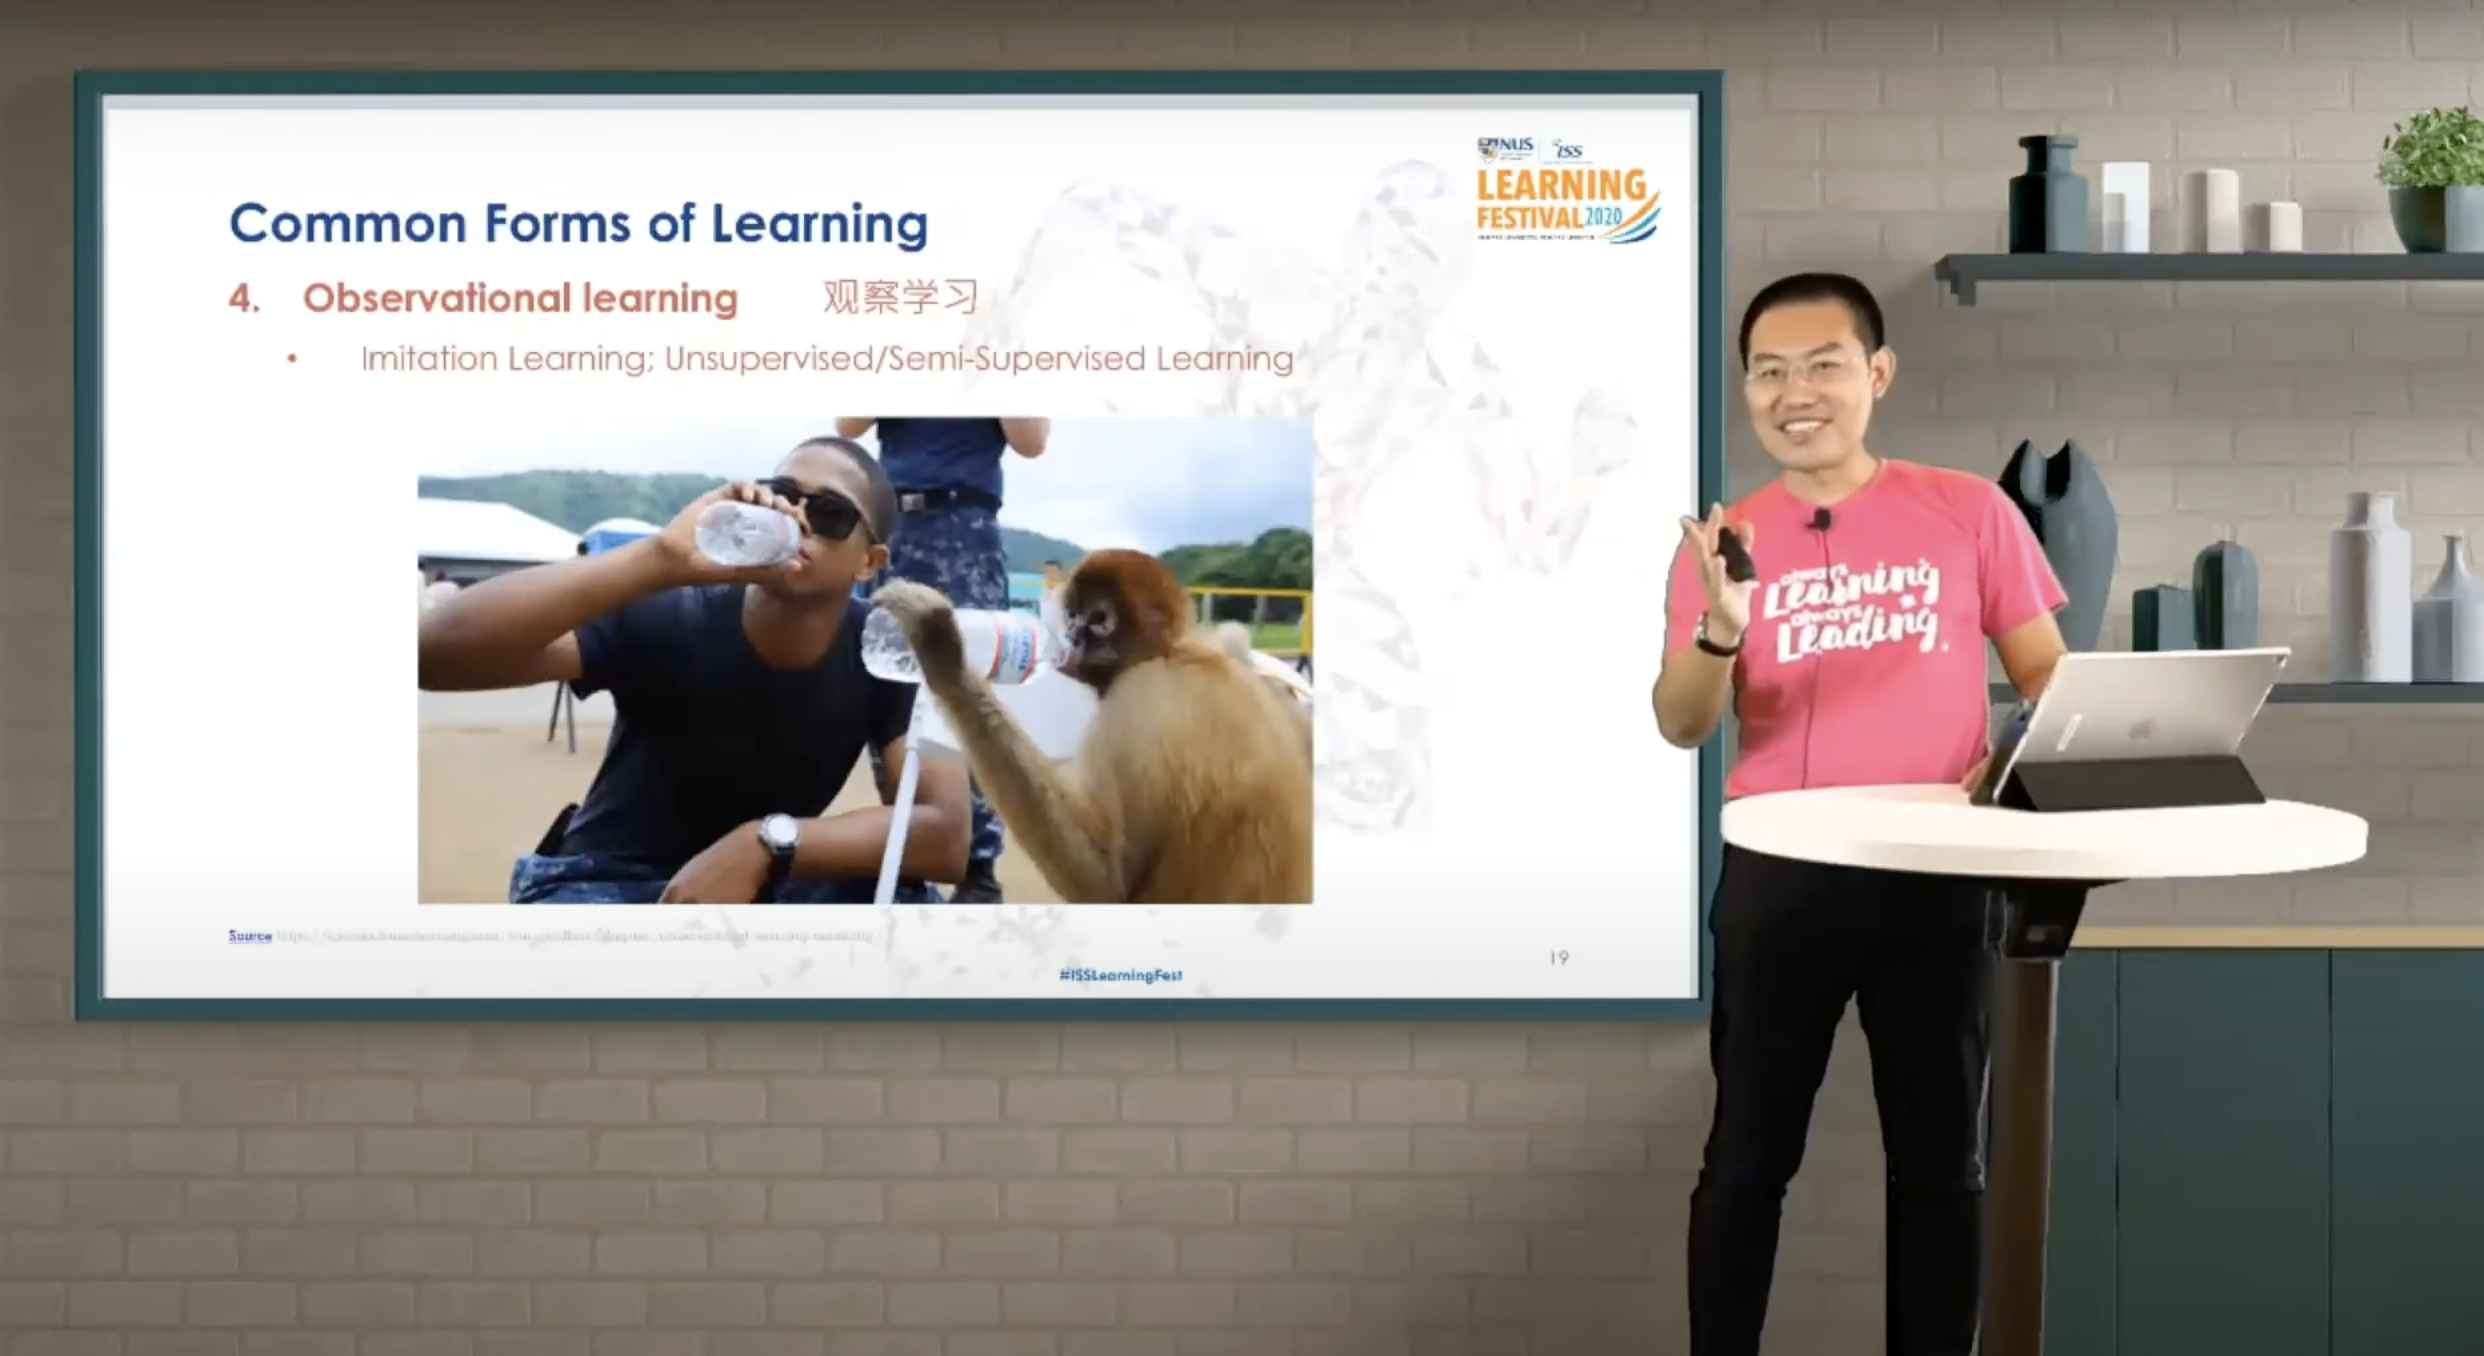 NUS ISS
LEARNING
FESTIVAL 2020
Common Forms of Learning
4. Observational learning 观察学习
• Imitation Learning; Unsupervised/Semi-Supervised Learning
Source
19
#ISSLearningFest
always
Learning
always
Leading.